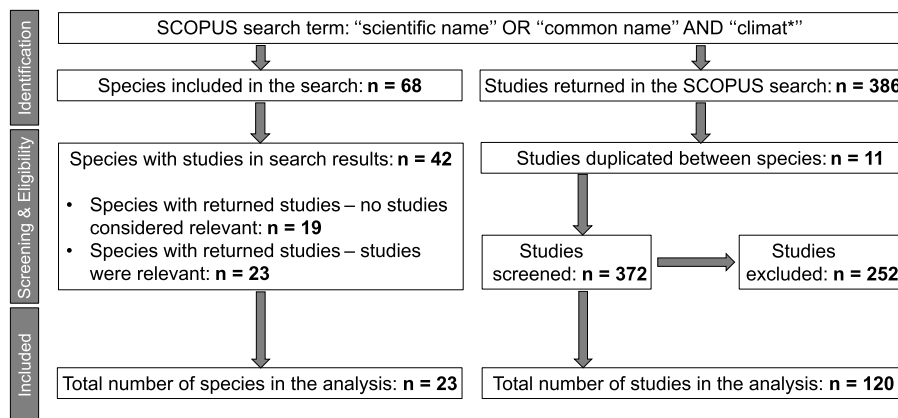 Identification
SCOPUS search term: “scientific name” OR “common name” AND “climat*”
Species included in the search: n = 68
Studies returned in the SCOPUS search: n = 386
Screening & Eligibility
Species with studies in search results: n = 42
• Species with returned studies – no studies
considered relevant: n = 19
• Species with returned studies – studies
were relevant: n = 23
Studies duplicated between species: n = 11
Studies
screened: n = 372
Studies
excluded: n = 252
Included
Total number of species in the analysis: n = 23
Total number of studies in the analysis: n = 120